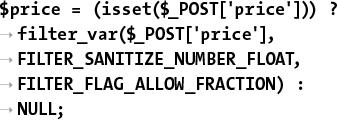 $price = (isset($_POST['price'])) ?
→ filter_var($_POST['price'],
→ FILTER_SANITIZE_NUMBER_FLOAT,
→ FILTER_FLAG_ALLOW_FRACTION) :
→ NULL;